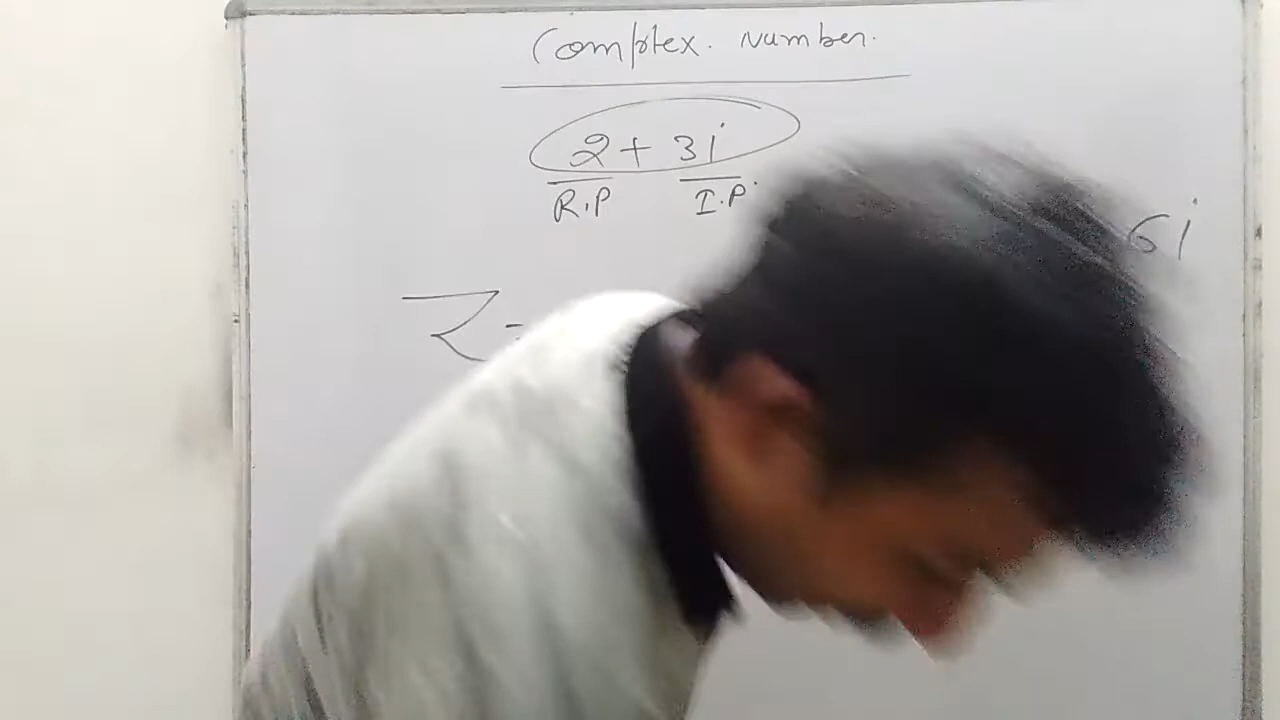 Complex. Number.
2 + 3i
R.P I.P.
6i
Z =